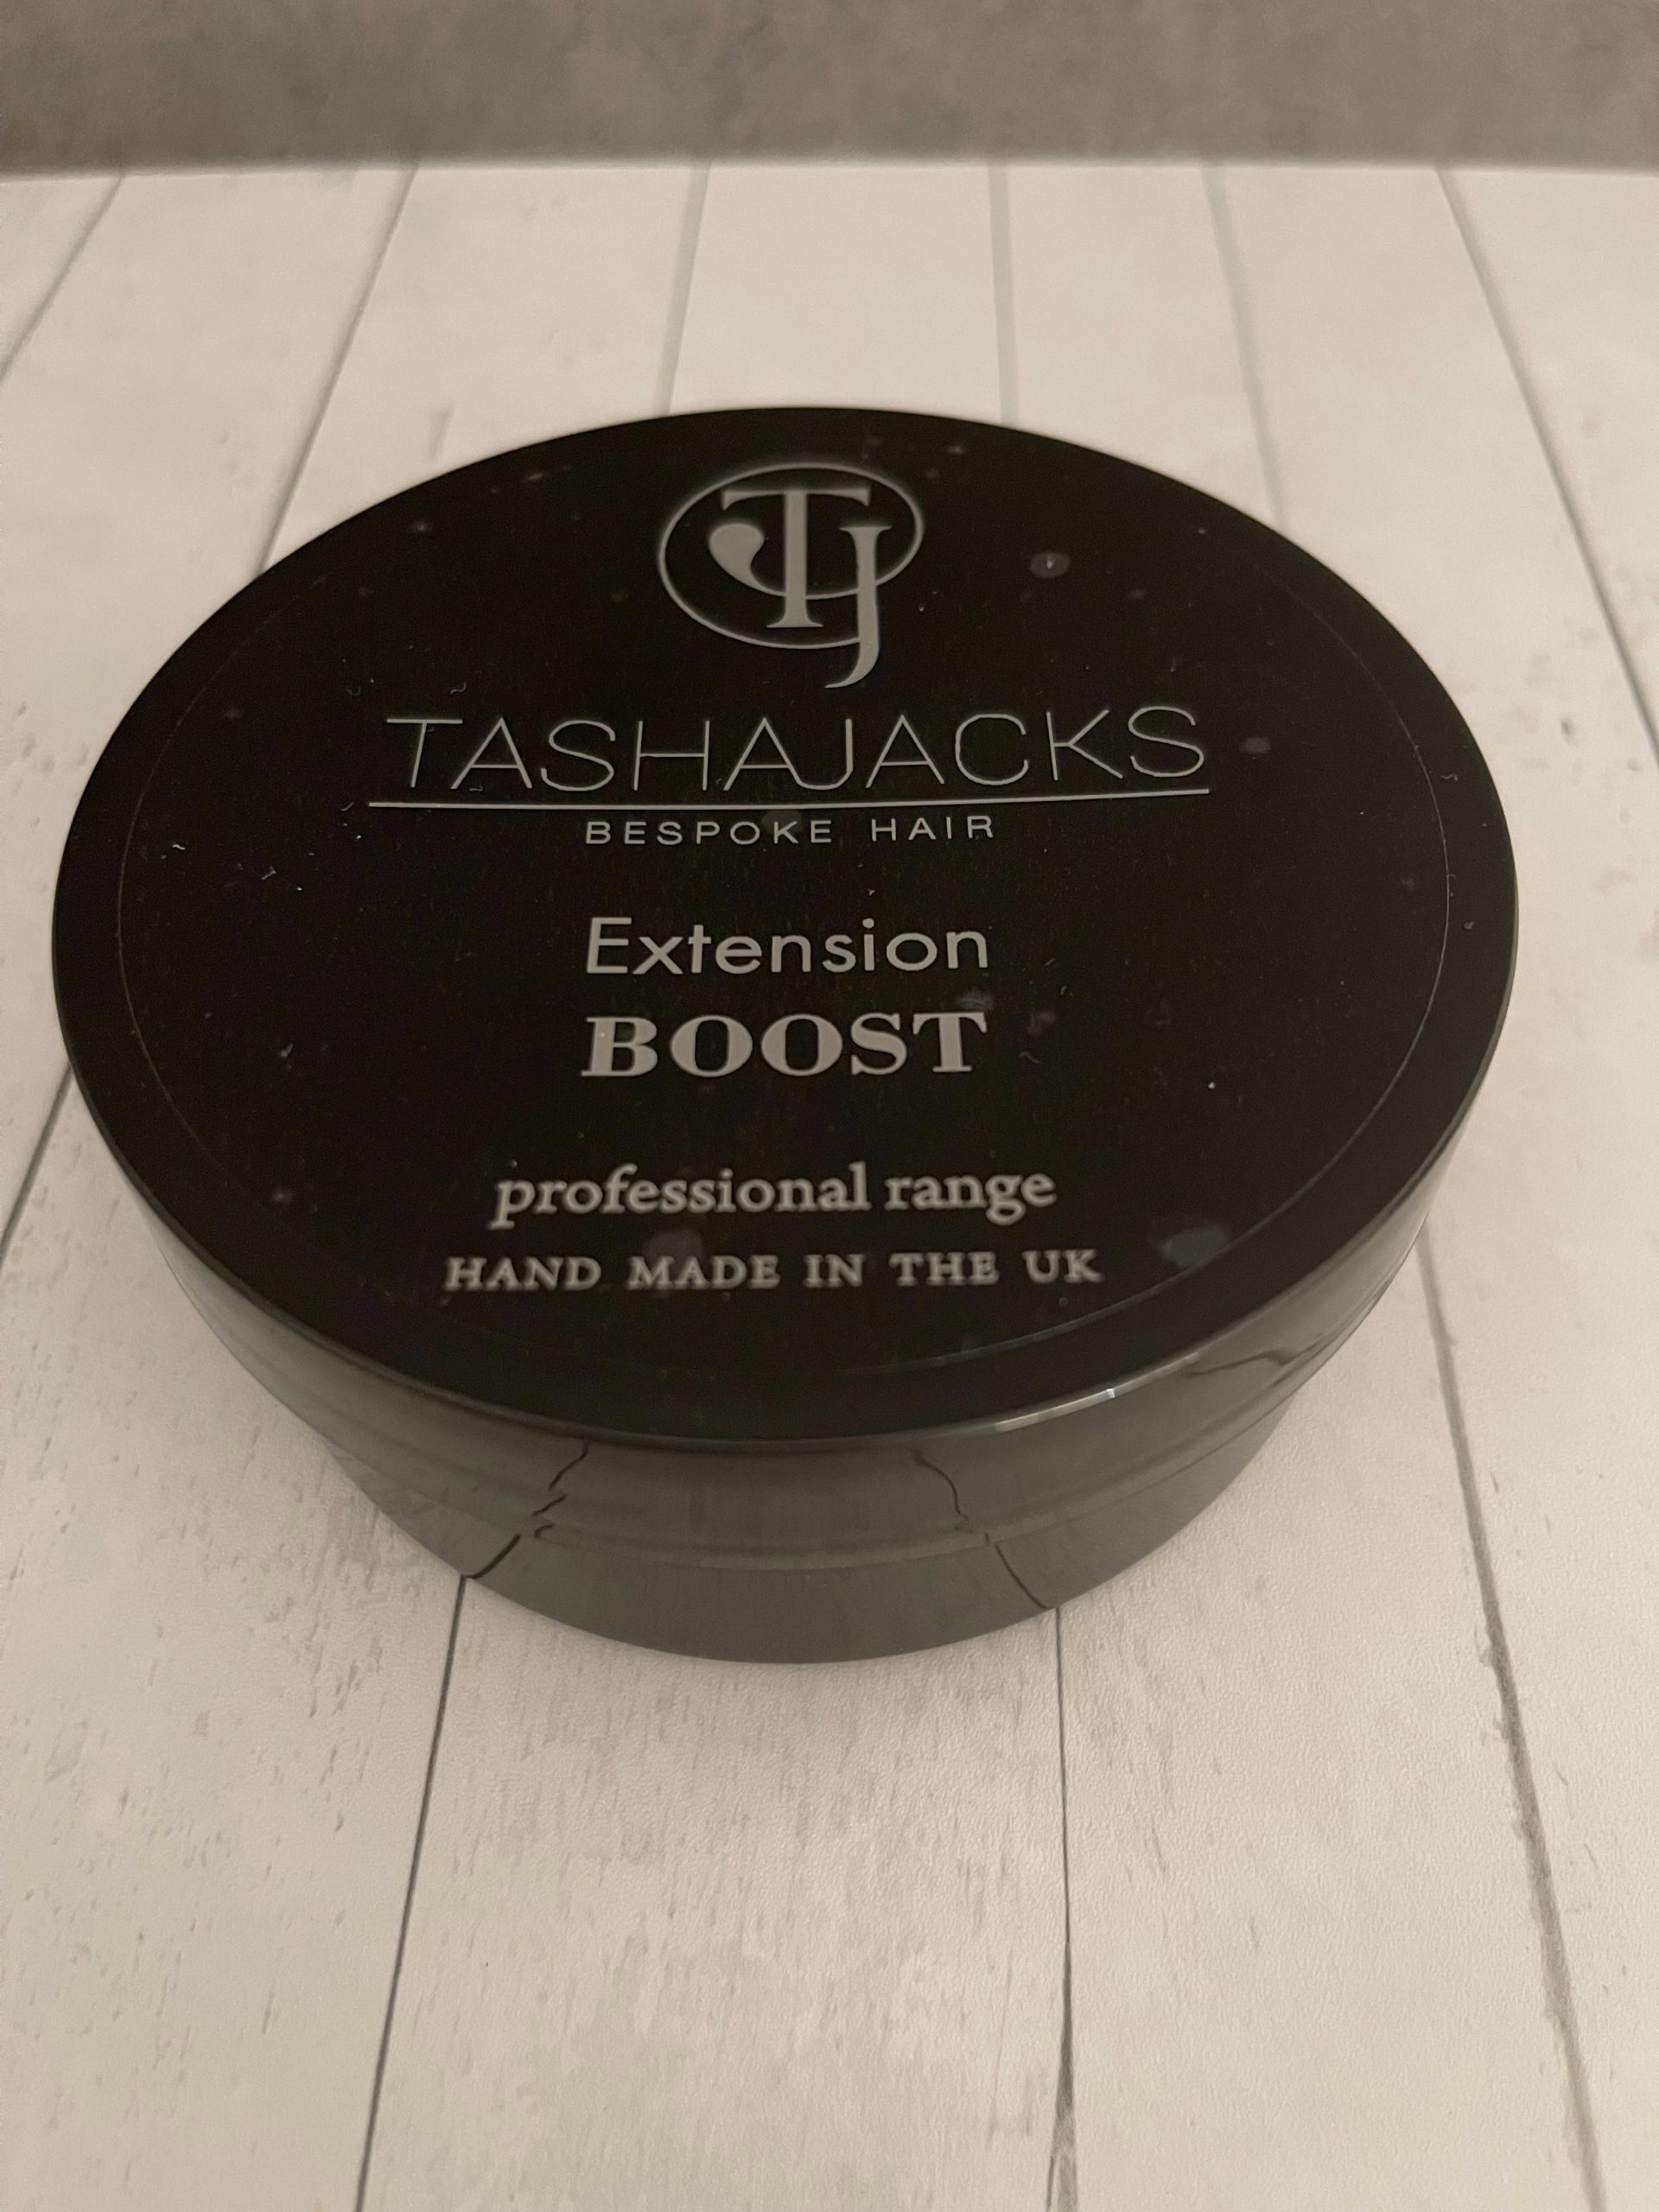 TJ
TASHAJACKS
BESPOKE HAIR
Extension
BOOST
professional range
HAND MADE IN THE UK